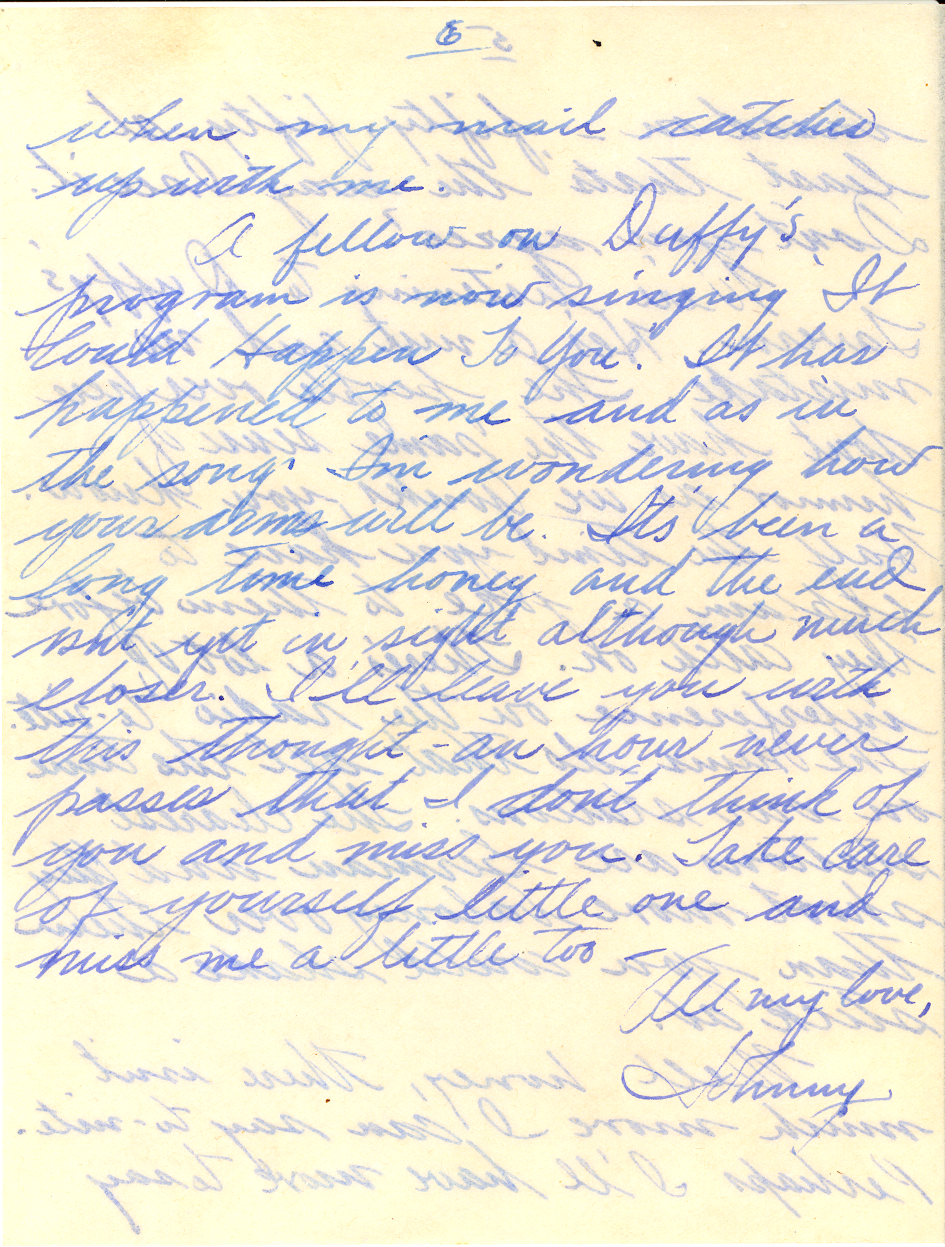 6
when my mail catches
up with me.
A fellow on Duffy's
program is now singing "It
Could Happen To You". It has
happened to me and as in
the song, I'm wondering how
your arms will be. It's been a
long time honey and the end
isn't yet in sight although much
closer. I'll leave you with
this thought - an hour never
passes that I don't think of
you and miss you. Take care
of yourself little one and
miss me a little too -
All my love,
Johnny